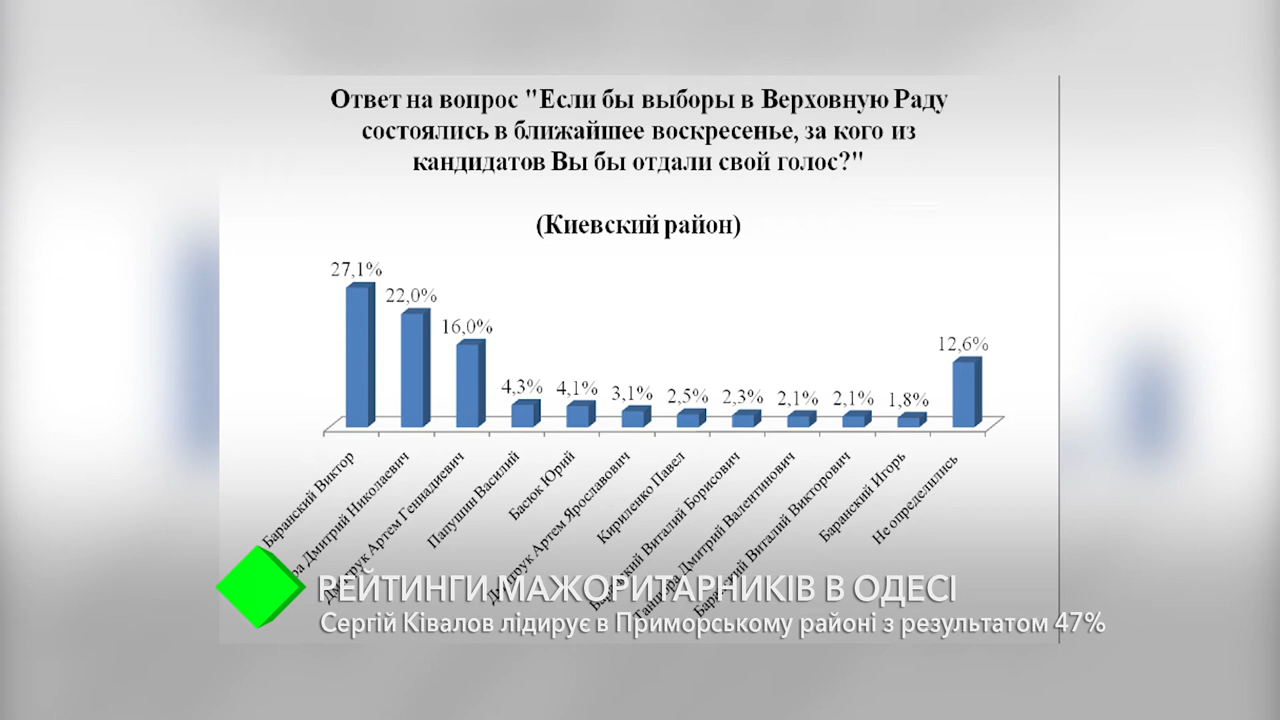 Ответ на вопрос "Если бы выборы в Верховную Раду
состоялись в ближайшее воскресенье, за кого из
кандидатов Вы бы отдали свой голос?"
(Киевский район)
27,1%
22,0%
16,0%
4,3%
4,1%
3,1%
2,5%
2,3%
2,1%
2,1%
1,8%
12,6%
Баранский Виктор
Дмитрий Николаевич
Артем Геннадиевич
Папушин Василий
Басюк Юрий
Артем Ярославович
Кириленко Павел
Виталий Борисович
Дмитрий Валентинович
Виталий Викторович
Баранский Игорь
Не определились
РЕЙТИНГИ МАЖОРИТАРНИКІВ В ОДЕСІ
Сергій Ківалов лідирує в Приморському районі з результатом 47%